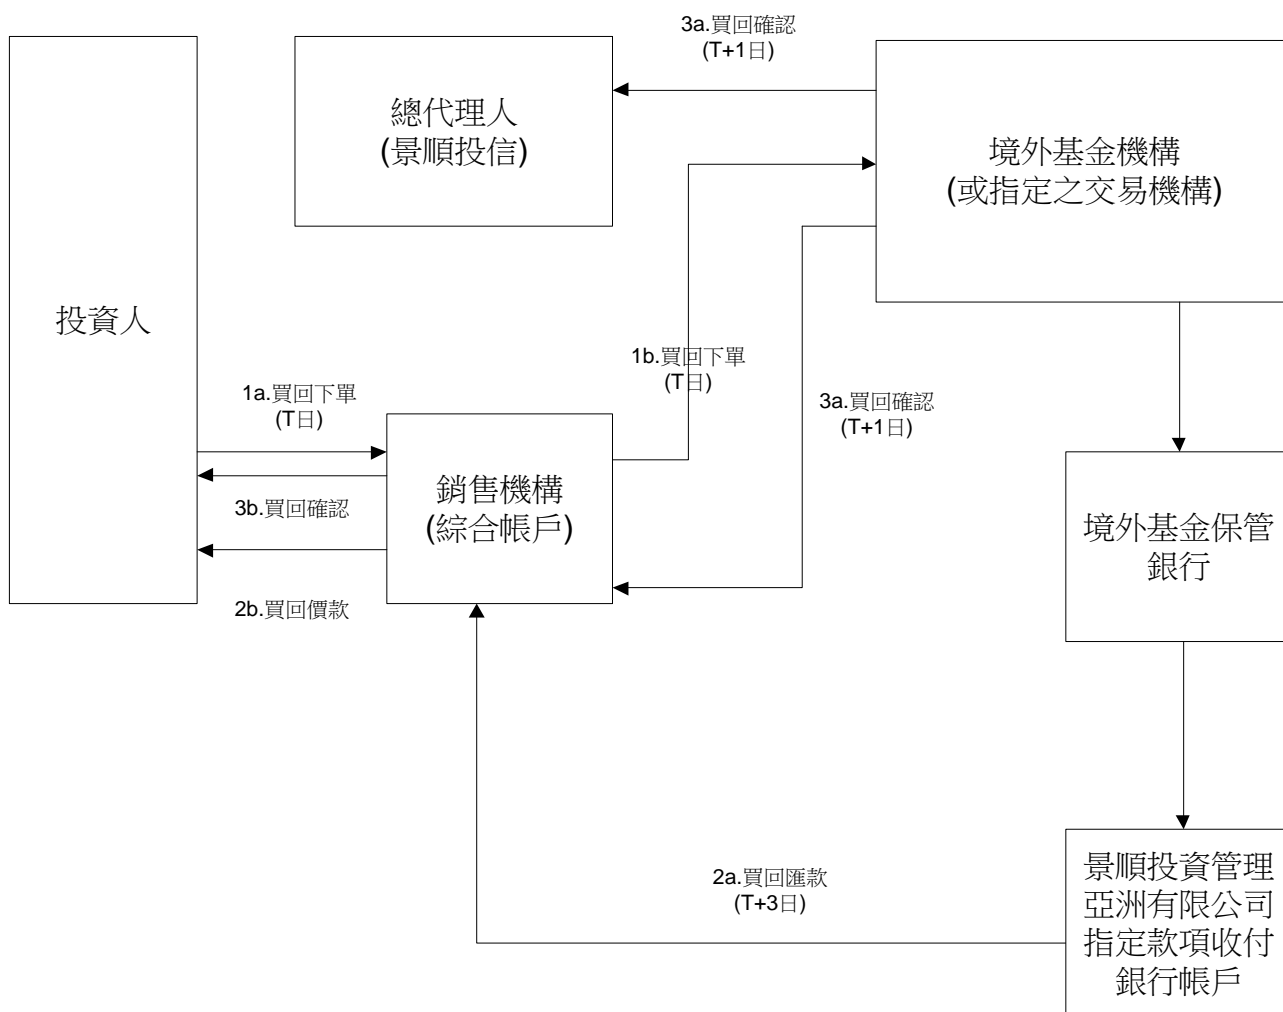 3a.買回確認
(T+1日)
總代理人
(景順投信)
境外基金機構
(或指定之交易機構)
投資人
1b.買回下單
(T日)
1a.買回下單
(T日)
3a.買回確認
(T+1日)
銷售機構
(綜合帳戶)
3b.買回確認
境外基金保管
銀行
2b.買回價款
2a.買回匯款
(T+3日)
景順投資管理
亞洲有限公司
指定款項收付
銀行帳戶